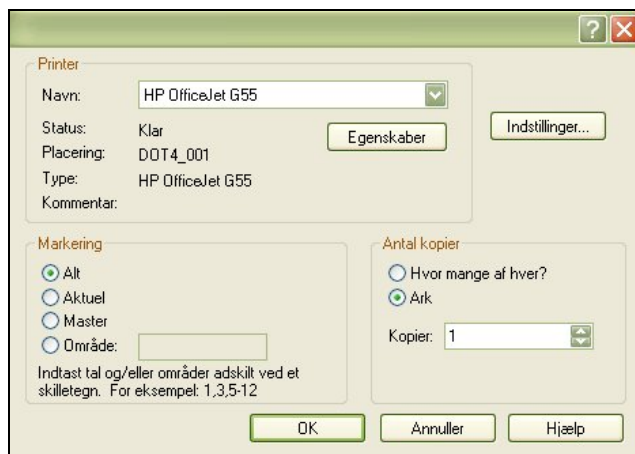 Printer
Navn: HP OfficeJet G55
Status: Klar
Egenskaber
Indstillinger...
Placering: DOT4_001
Type: HP OfficeJet G55
Kommentar:
Markering
Alt
Aktuel
Master
Område:
Indtast tal og/eller områder adskilt ved et
skilletegn. For eksempel: 1,3,5-12
Antal kopier
Hvor mange af hver?
Ark
Kopier: 1
OK
Annuller
Hjælp